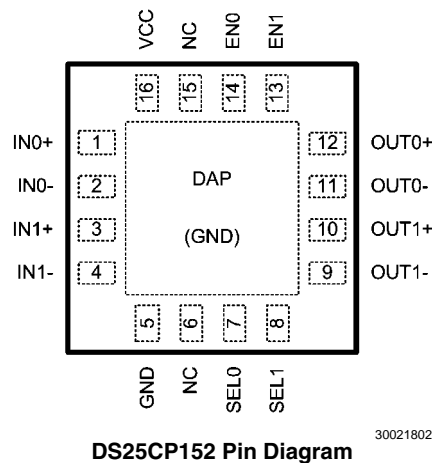 VCC NC EN0 EN1
16 15 14 13
IN0+ 1 12 OUT0+
IN0- 2 DAP 11 OUT0-
IN1+ 3 (GND) 10 OUT1+
IN1- 4 9 OUT1-
5 6 7 8
GND NC SEL0 SEL1
30021802
DS25CP152 Pin Diagram